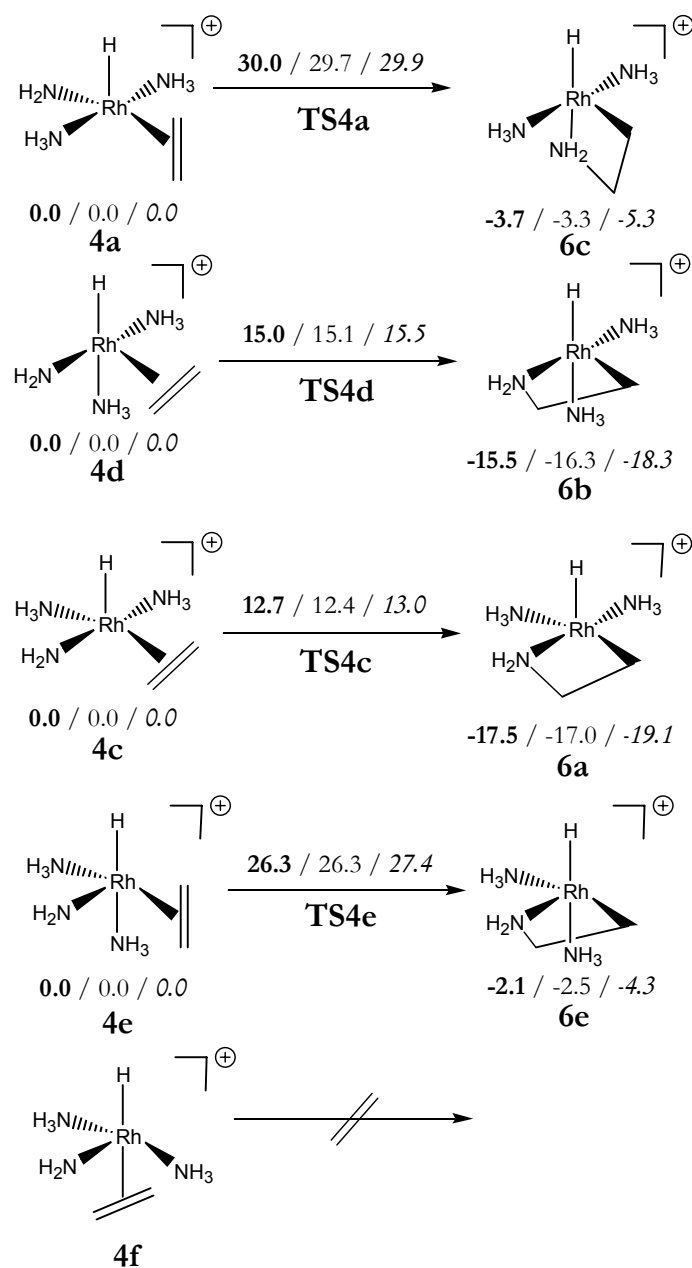 H ⊕
H₂N NH₃ Rh H₃N
30.0 / 29.7 / 29.9
TS4a
H ⊕
NH₃ Rh H₃N NH₂
0.0 / 0.0 / 0.0
4a
-3.7 / -3.3 / -5.3
6c
H ⊕
NH₃ Rh H₂N NH₃
15.0 / 15.1 / 15.5
TS4d
H ⊕
NH₃ Rh H₂N NH₃
0.0 / 0.0 / 0.0
4d
-15.5 / -16.3 / -18.3
6b
H ⊕
H₃N NH₃ Rh H₂N
12.7 / 12.4 / 13.0
TS4c
H ⊕
H₃N NH₃ Rh H₂N
0.0 / 0.0 / 0.0
4c
-17.5 / -17.0 / -19.1
6a
H ⊕
H₃N Rh H₂N NH₃
26.3 / 26.3 / 27.4
TS4e
H ⊕
H₃N Rh H₂N NH₃
0.0 / 0.0 / 0.0
4e
-2.1 / -2.5 / -4.3
6e
H ⊕
H₃N Rh H₂N NH₃
4f